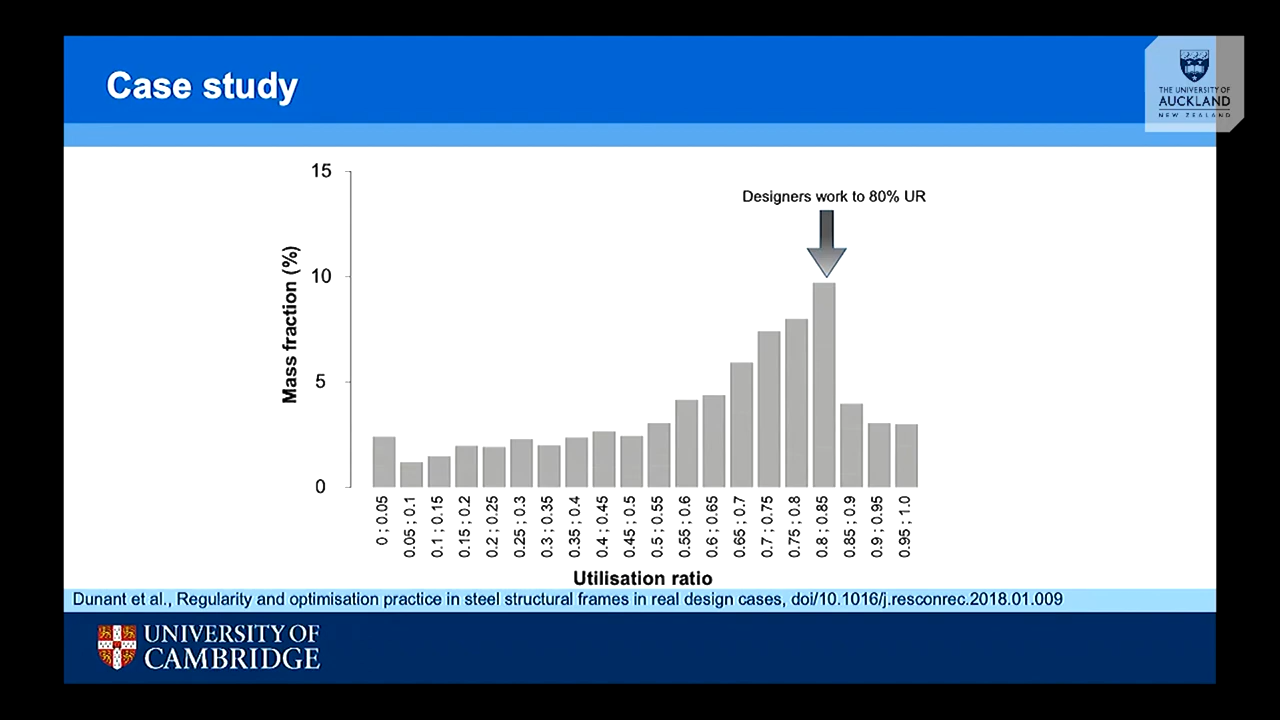 Case study
THE UNIVERSITY OF
AUCKLAND
NEW ZEALAND
15
10
5
0
Mass fraction (%)
Designers work to 80% UR
0 ; 0.05
0.05 ; 0.1
0.1 ; 0.15
0.15 ; 0.2
0.2 ; 0.25
0.25 ; 0.3
0.3 ; 0.35
0.35 ; 0.4
0.4 ; 0.45
0.45 ; 0.5
0.5 ; 0.55
0.55 ; 0.6
0.6 ; 0.65
0.65 ; 0.7
0.7 ; 0.75
0.75 ; 0.8
0.8 ; 0.85
0.85 ; 0.9
0.9 ; 0.95
0.95 ; 1.0
Utilisation ratio
Dunant et al., Regularity and optimisation practice in steel structural frames in real design cases, doi/10.1016/j.resconrec.2018.01.009
UNIVERSITY OF
CAMBRIDGE